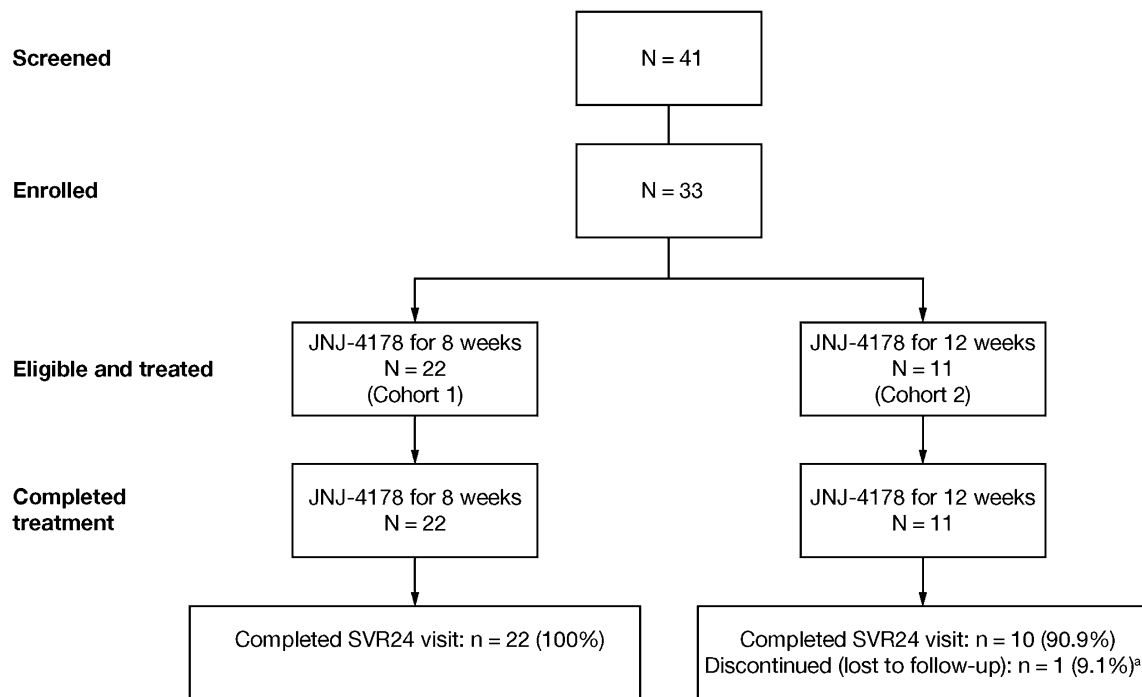 Screened
N = 41
Enrolled
N = 33
Eligible and treated
JNJ-4178 for 8 weeks
N = 22
(Cohort 1)
JNJ-4178 for 12 weeks
N = 11
(Cohort 2)
Completed
treatment
JNJ-4178 for 8 weeks
N = 22
JNJ-4178 for 12 weeks
N = 11
Completed SVR24 visit: n = 22 (100%)
Completed SVR24 visit: n = 10 (90.9%)
Discontinued (lost to follow-up): n = 1 (9.1%)ᵃ